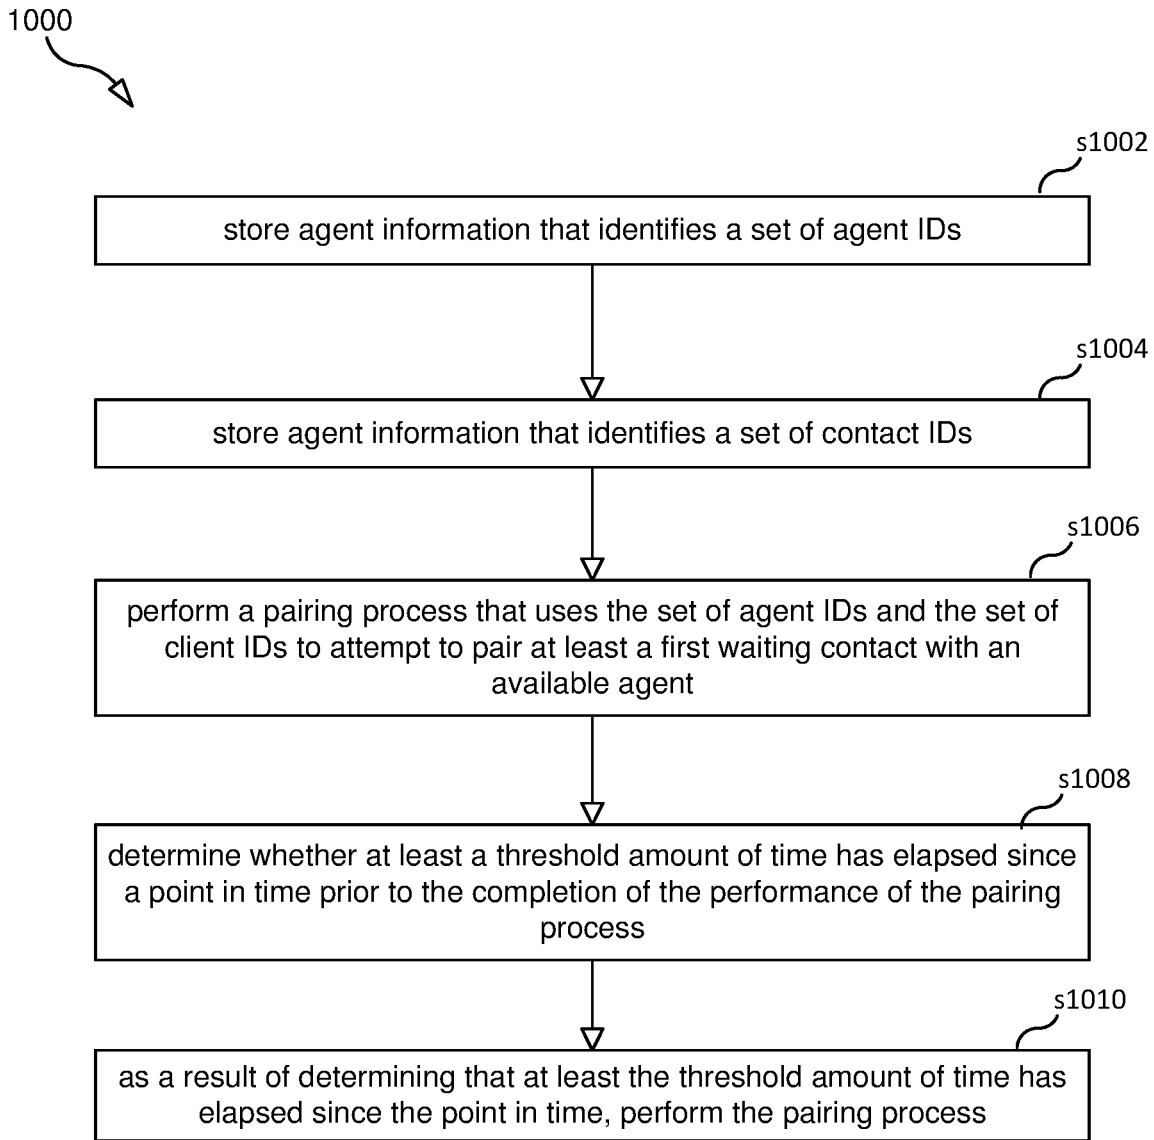 1000
s1002
store agent information that identifies a set of agent IDs
s1004
store agent information that identifies a set of contact IDs
s1006
perform a pairing process that uses the set of agent IDs and the set of
client IDs to attempt to pair at least a first waiting contact with an
available agent
s1008
determine whether at least a threshold amount of time has elapsed since
a point in time prior to the completion of the performance of the pairing
process
s1010
as a result of determining that at least the threshold amount of time has
elapsed since the point in time, perform the pairing process